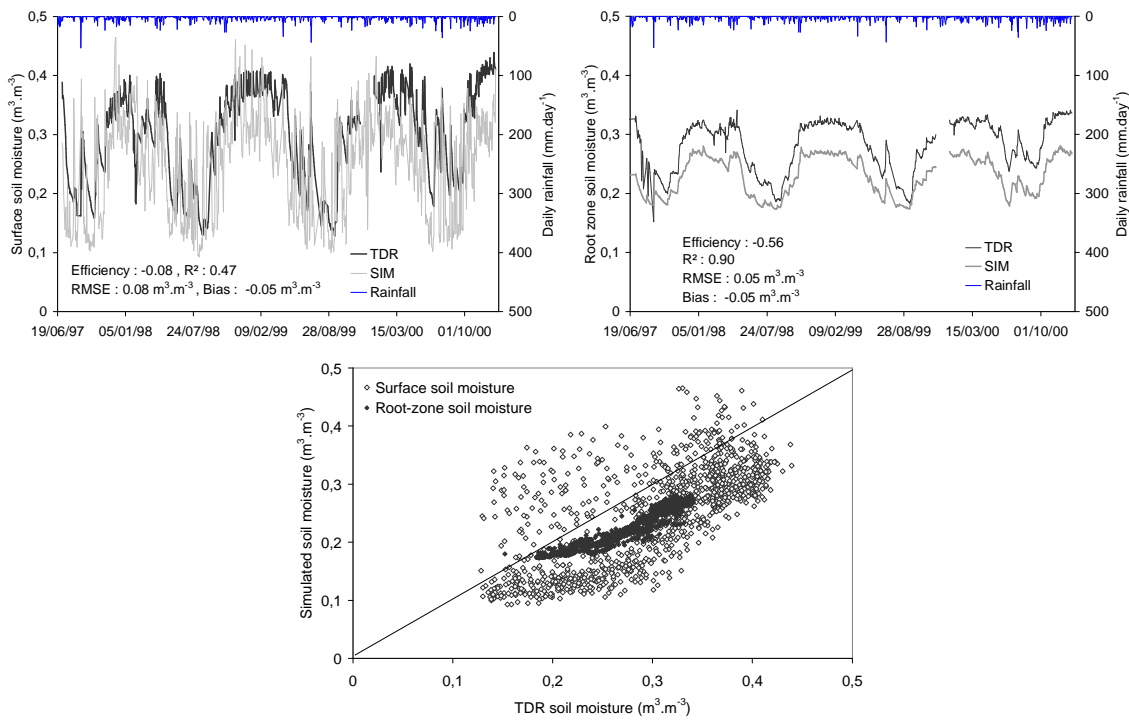 0,5
0,4
0,3
0,2
0,1
0
Surface soil moisture (m³.m⁻³)
0
100
200
300
400
500
Daily rainfall (mm.day⁻¹)
Efficiency : -0.08 , R² : 0.47
RMSE : 0.08 m³.m⁻³ , Bias : -0.05 m³.m⁻³
TDR
SIM
Rainfall
19/06/97 05/01/98 24/07/98 09/02/99 28/08/99 15/03/00 01/10/00
0,5
0,4
0,3
0,2
0,1
0
Root zone soil moisture (m³.m⁻³)
0
100
200
300
400
500
Daily rainfall (mm.day⁻¹)
Efficiency : -0.56
R² : 0.90
RMSE : 0.05 m³.m⁻³
Bias : -0.05 m³.m⁻³
TDR
SIM
Rainfall
19/06/97 05/01/98 24/07/98 09/02/99 28/08/99 15/03/00 01/10/00
0,5
0,4
0,3
0,2
0,1
0
Simulated soil moisture (m³.m⁻³)
Surface soil moisture
Root-zone soil moisture
0 0,1 0,2 0,3 0,4 0,5
TDR soil moisture (m³.m⁻³)